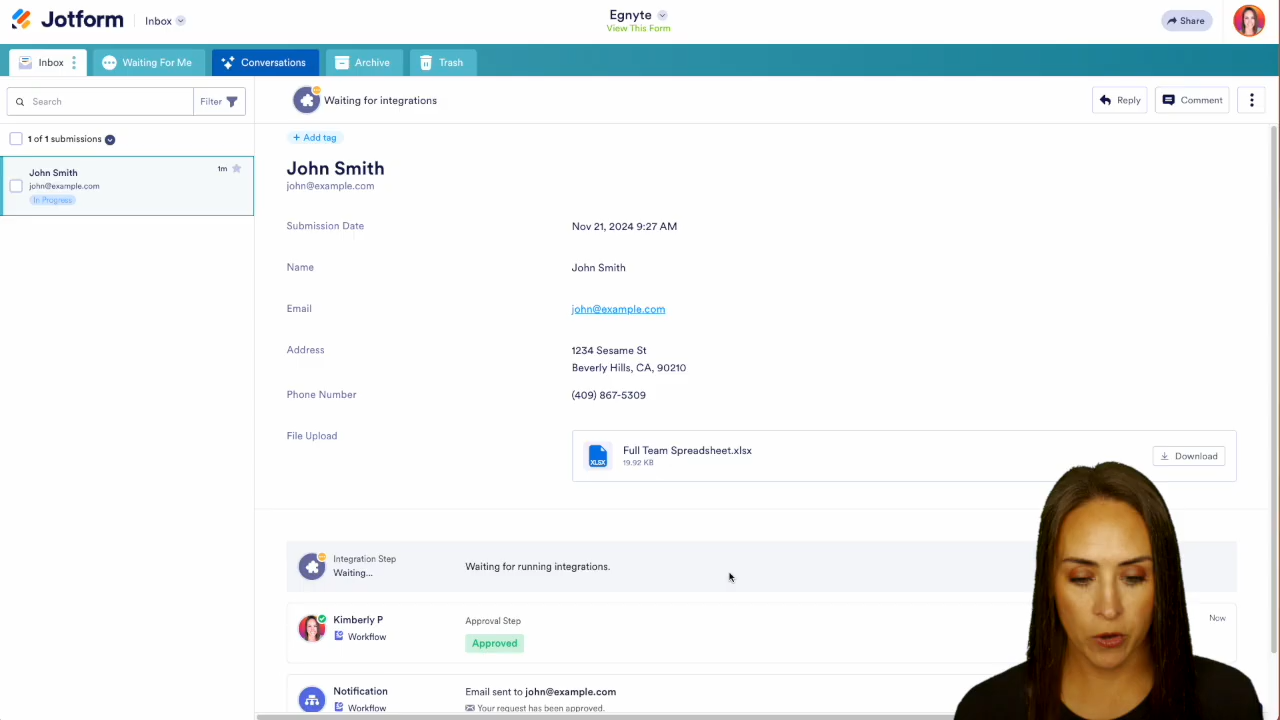 Jotform
Inbox
Egnyte
View This Form
Share
Inbox
Waiting For Me
Conversations
Archive
Trash
Search
Filter
Waiting for integrations
Reply
Comment
1 of 1 submissions
+ Add tag
John Smith
john@example.com
In Progress
1m
John Smith
john@example.com
Submission Date
Nov 21, 2024 9:27 AM
Name
John Smith
Email
john@example.com
Address
1234 Sesame St
Beverly Hills, CA, 90210
Phone Number
(409) 867-5309
File Upload
XLSX
Full Team Spreadsheet.xlsx
19.92 KB
Download
Integration Step
Waiting...
Waiting for running integrations.
Kimberly P
Workflow
Approval Step
Approved
Now
Notification
Workflow
Email sent to john@example.com
Your request has been approved.